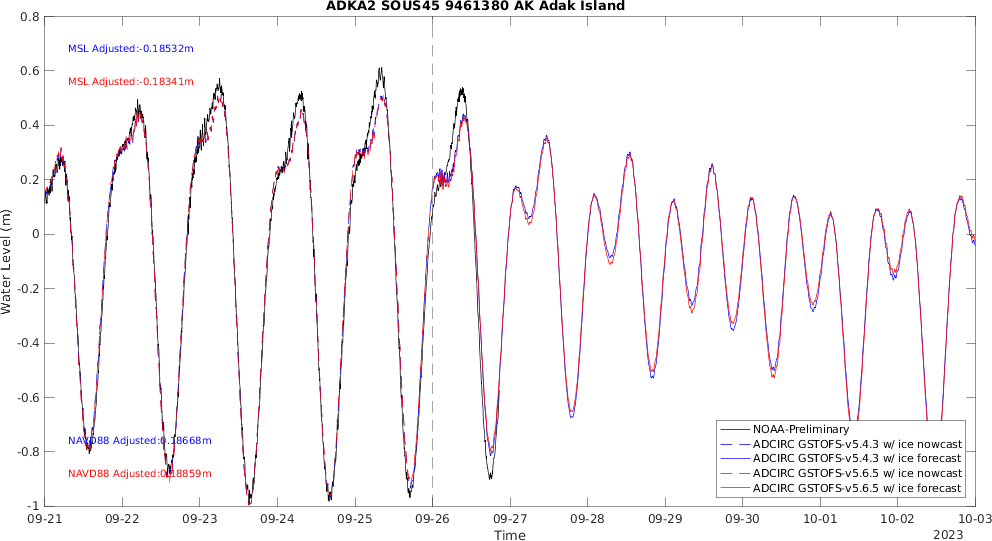 ADKA2 SOUS45 9461380 AK Adak Island
MSL Adjusted:-0.18532m
MSL Adjusted:-0.18341m
NAVD88 Adjusted:0.18668m
NAVD88 Adjusted:0.18859m
Water Level (m)
0.8
0.6
0.4
0.2
0
-0.2
-0.4
-0.6
-0.8
-1
NOAA-Preliminary
ADCIRC GSTOFS-v5.4.3 w/ ice nowcast
ADCIRC GSTOFS-v5.4.3 w/ ice forecast
ADCIRC GSTOFS-v5.6.5 w/ ice nowcast
ADCIRC GSTOFS-v5.6.5 w/ ice forecast
09-21 09-22 09-23 09-24 09-25 09-26 09-27 09-28 09-29 09-30 10-01 10-02 10-03
Time
2023